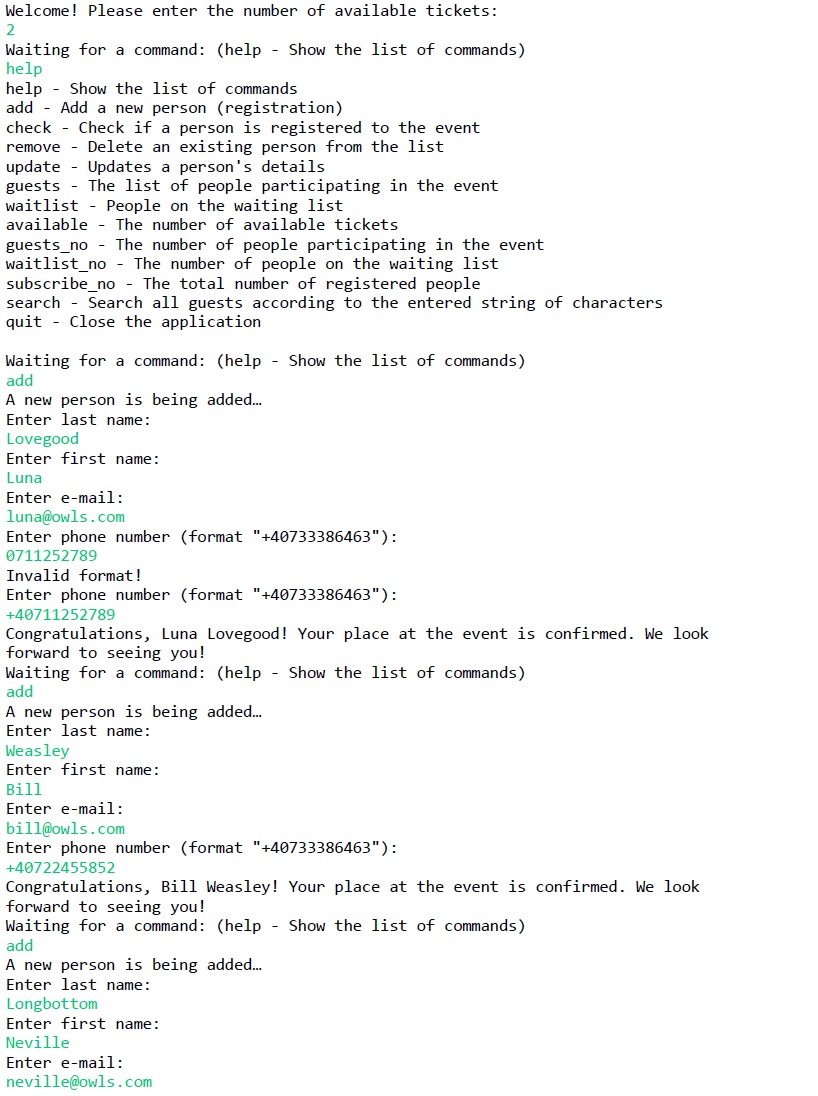 Welcome! Please enter the number of available tickets:
2
Waiting for a command: (help - Show the list of commands)
help
help - Show the list of commands
add - Add a new person (registration)
check - Check if a person is registered to the event
remove - Delete an existing person from the list
update - Updates a person's details
guests - The list of people participating in the event
waitlist - People on the waiting list
available - The number of available tickets
guests_no - The number of people participating in the event
waitlist_no - The number of people on the waiting list
subscribe_no - The total number of registered people
search - Search all guests according to the entered string of characters
quit - Close the application

Waiting for a command: (help - Show the list of commands)
add
A new person is being added…
Enter last name:
Lovegood
Enter first name:
Luna
Enter e-mail:
luna@owls.com
Enter phone number (format "+40733386463"):
0711252789
Invalid format!
Enter phone number (format "+40733386463"):
+40711252789
Congratulations, Luna Lovegood! Your place at the event is confirmed. We look
forward to seeing you!
Waiting for a command: (help - Show the list of commands)
add
A new person is being added…
Enter last name:
Weasley
Enter first name:
Bill
Enter e-mail:
bill@owls.com
Enter phone number (format "+40733386463"):
+40722455852
Congratulations, Bill Weasley! Your place at the event is confirmed. We look
forward to seeing you!
Waiting for a command: (help - Show the list of commands)
add
A new person is being added…
Enter last name:
Longbottom
Enter first name:
Neville
Enter e-mail:
neville@owls.com